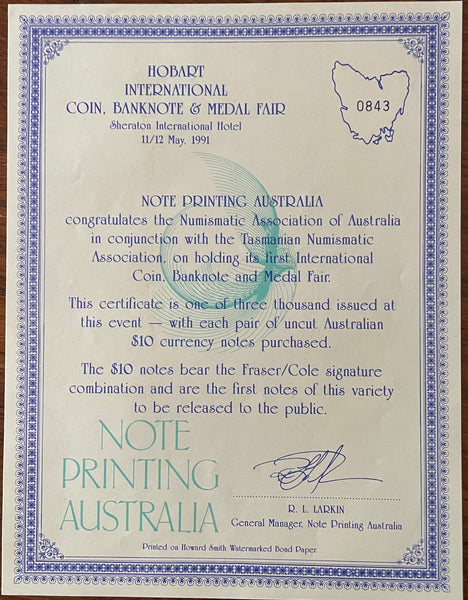 HOBART
INTERNATIONAL
COIN, BANKNOTE & MEDAL FAIR
Sheraton International Hotel
11/12 May, 1991
0843
NOTE PRINTING AUSTRALIA
congratulates the Numismatic Association of Australia
in conjunction with the Tasmanian Numismatic
Association, on holding its first International
Coin, Banknote and Medal Fair.
This certificate is one of three thousand issued at
this event — with each pair of uncut Australian
$10 currency notes purchased.
The $10 notes bear the Fraser/Cole signature
combination and are the first notes of this variety
to be released to the public.
NOTE
PRINTING
AUSTRALIA
R. L. LARKIN
General Manager, Note Printing Australia
Printed on Howard Smith Watermarked Bond Paper.